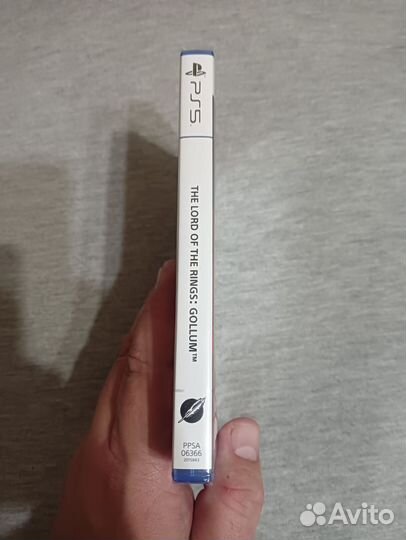 PS5
THE LORD OF THE RINGS: GOLLUM™
PPSA
06366
Avito